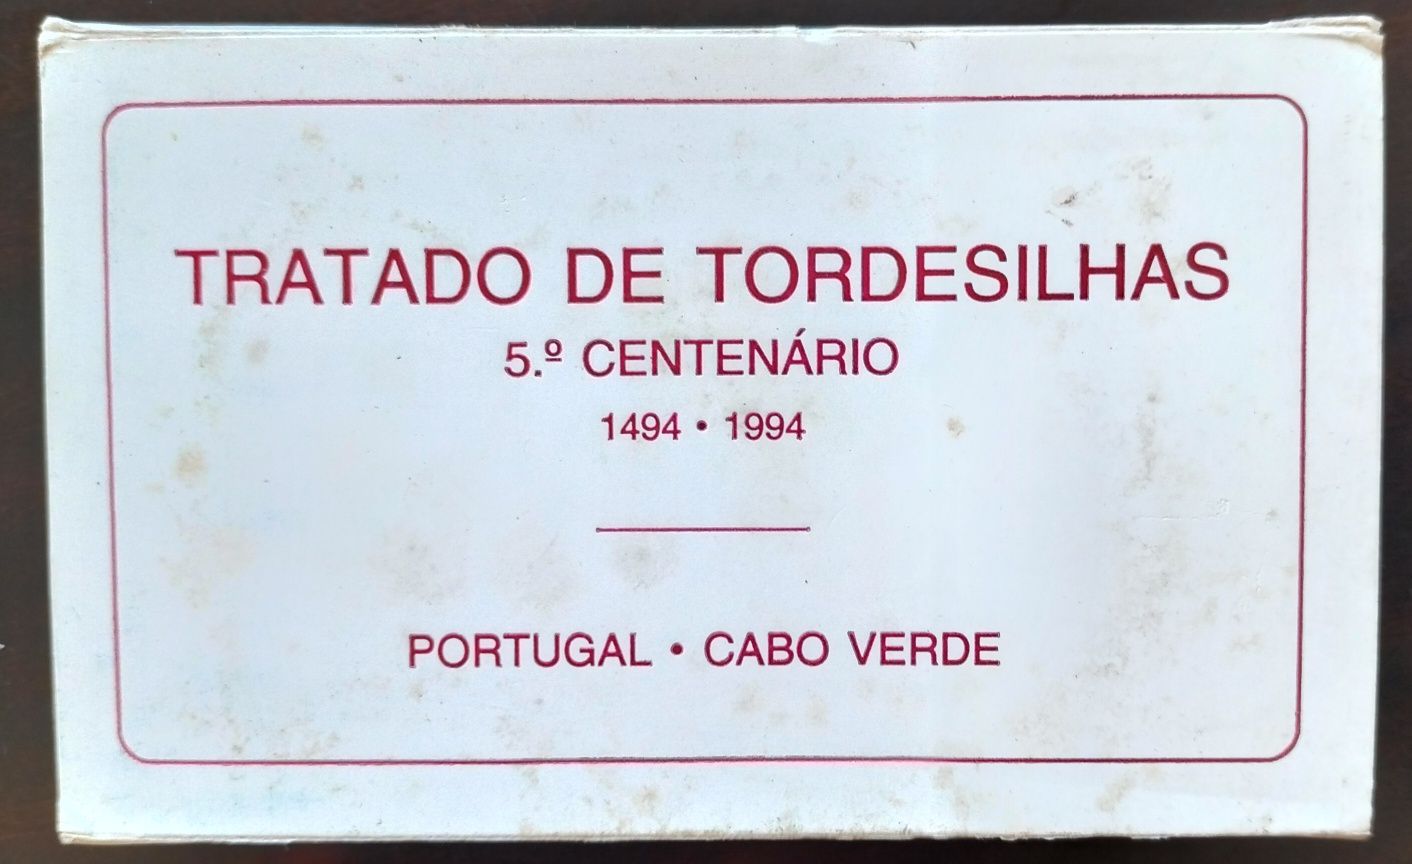 TRATADO DE TORDESILHAS
5.º CENTENÁRIO
1494 • 1994
PORTUGAL • CABO VERDE